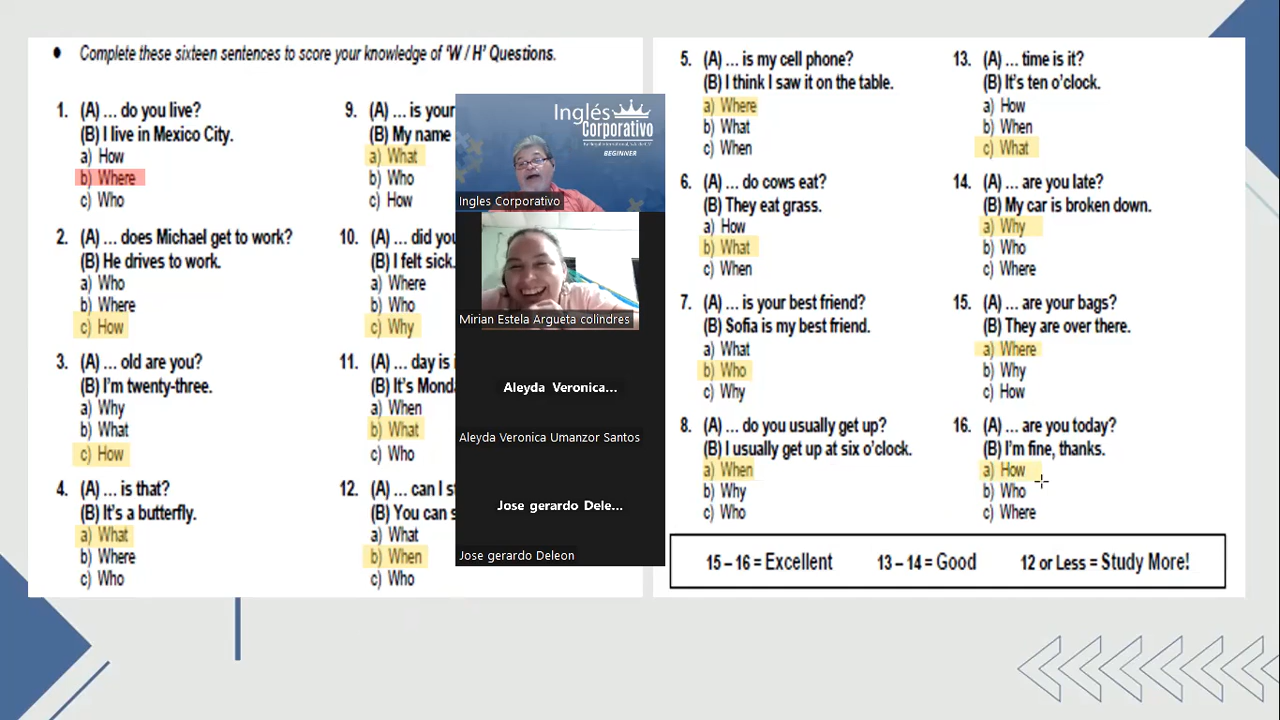 • Complete these sixteen sentences to score your knowledge of 'W / H' Questions.
1. (A) ... do you live?
(B) I live in Mexico City.
a) How
b) Where
c) Who
2. (A) ... does Michael get to work?
(B) He drives to work.
a) Who
b) Where
c) How
3. (A) ... old are you?
(B) I'm twenty-three.
a) Why
b) What
c) How
4. (A) ... is that?
(B) It's a butterfly.
a) What
b) Where
c) Who
9. (A) ... is your
(B) My name
a) What
b) Who
c) How
10. (A) ... did you
(B) I felt sick.
a) Where
b) Who
c) Why
11. (A) ... day is
(B) It's
a) When
b) What
c) Who
12. (A) ... can I
(B) You can
a) What
b) When
c) Who
Inglés
Corporativo
BEGINNER
Ingles Corporativo
Mirian Estela Argueta colindres
Aleyda Veronica...
Aleyda Veronica Umanzor Santos
Jose gerardo Dele...
Jose gerardo Deleon
5. (A) ... is my cell phone?
(B) I think I saw it on the table.
a) Where
b) What
c) When
6. (A) ... do cows eat?
(B) They eat grass.
a) How
b) What
c) When
7. (A) ... is your best friend?
(B) Sofia is my best friend.
a) What
b) Who
c) Why
8. (A) ... do you usually get up?
(B) I usually get up at six o'clock.
a) When
b) Why
c) Who
13. (A) ... time is it?
(B) It's ten o'clock.
a) How
b) When
c) What
14. (A) ... are you late?
(B) My car is broken down.
a) Why
b) Who
c) Where
15. (A) ... are your bags?
(B) They are over there.
a) Where
b) Why
c) How
16. (A) ... are you today?
(B) I'm fine, thanks.
a) How
b) Who
c) Where
15 – 16 = Excellent 13 – 14 = Good 12 or Less = Study More!